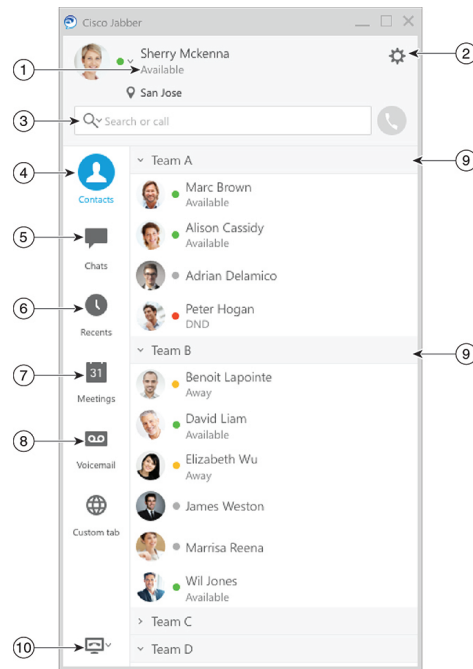 Cisco Jabber
Sherry Mckenna
1
Available
2
San Jose
3
Search or call
4
Contacts
Team A
9
Marc Brown
Available
5
Chats
Alison Cassidy
Available
Adrian Delamico
6
Recents
Peter Hogan
DND
Team B
9
7
31
Meetings
Benoit Lapointe
Away
David Liam
Available
8
Voicemail
Elizabeth Wu
Away
Custom tab
James Weston
Marrisa Reena
Wil Jones
Available
Team C
10
Team D